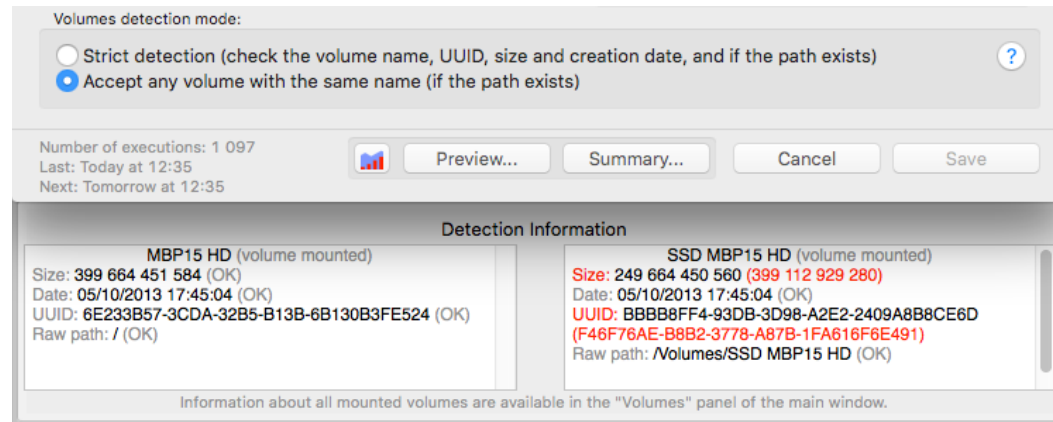 Volumes detection mode:
Strict detection (check the volume name, UUID, size and creation date, and if the path exists)
?
Accept any volume with the same name (if the path exists)
Number of executions: 1 097
Last: Today at 12:35
Next: Tomorrow at 12:35
Preview...
Summary...
Cancel
Save
Detection Information
MBP15 HD (volume mounted)
Size: 399 664 451 584 (OK)
Date: 05/10/2013 17:45:04 (OK)
UUID: 6E233B57-3CDA-32B5-B13B-6B130B3FE524 (OK)
Raw path: / (OK)
SSD MBP15 HD (volume mounted)
Size: 249 664 450 560 (399 112 929 280)
Date: 05/10/2013 17:45:04 (OK)
UUID: BBBB8FF4-93DB-3D98-A2E2-2409A8B8CE6D
(F46F76AE-B8B2-3778-A87B-1FA616F6E491)
Raw path: /Volumes/SSD MBP15 HD (OK)
Information about all mounted volumes are available in the "Volumes" panel of the main window.